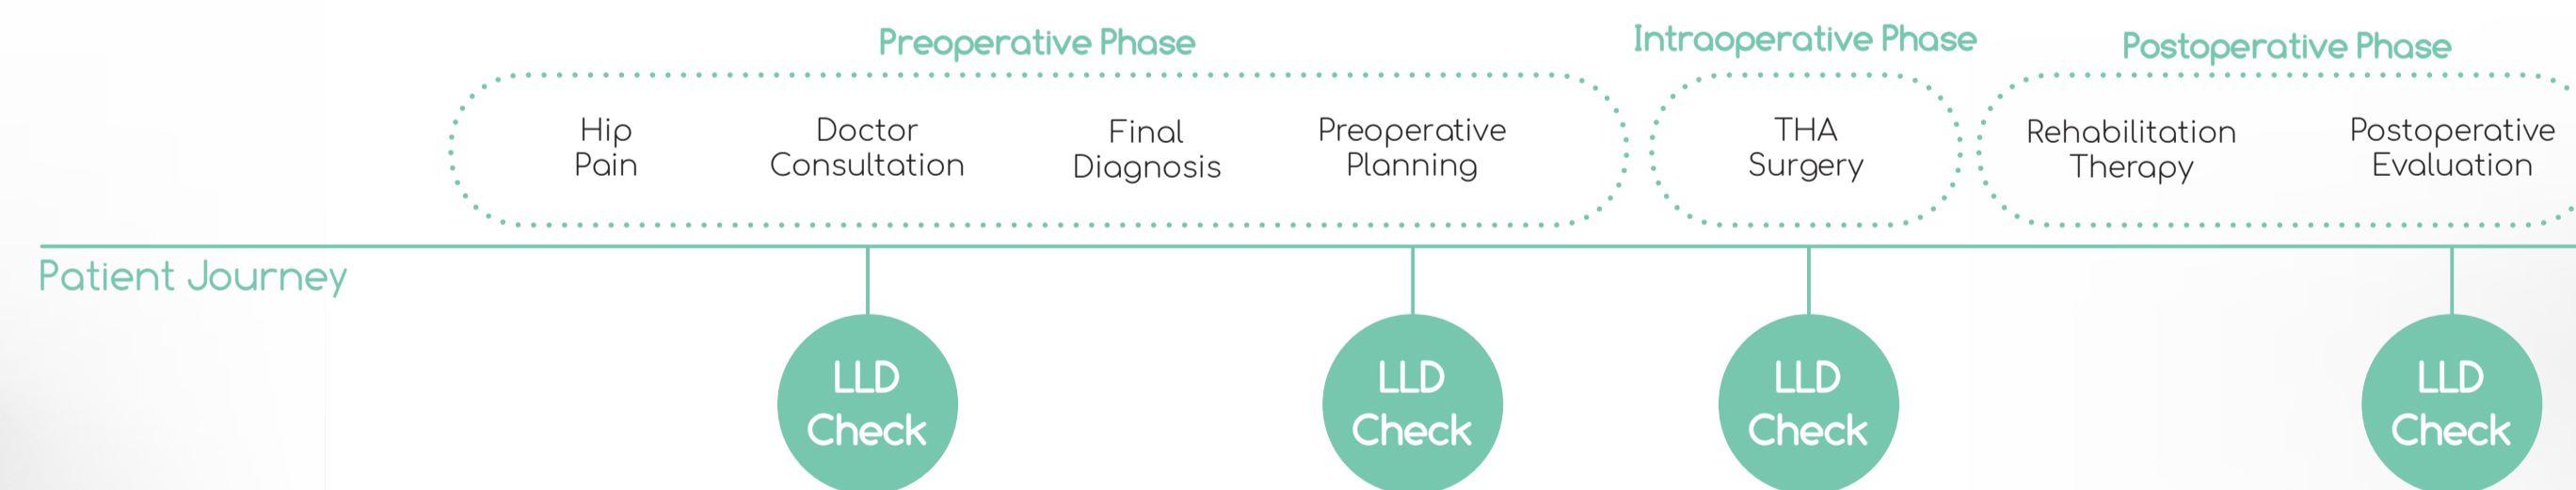 Preoperative Phase
Intraoperative Phase
Postoperative Phase
Hip
Pain
Doctor
Consultation
Final
Diagnosis
Preoperative
Planning
THA
Surgery
Rehabilitation
Therapy
Postoperative
Evaluation
Patient Journey
LLD
Check
LLD
Check
LLD
Check
LLD
Check